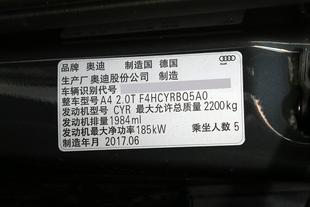 品牌 奥迪 制造国 德国
生产厂 奥迪股份公司 制造
车辆识别代号
整车型号 A4 2.0T F4HCYRBQ5A0
发动机型号 CYR 最大允许总质量 2200kg
发动机排量 1984ml
发动机最大净功率 185kW 乘坐人数 5
制造年月 2017.06